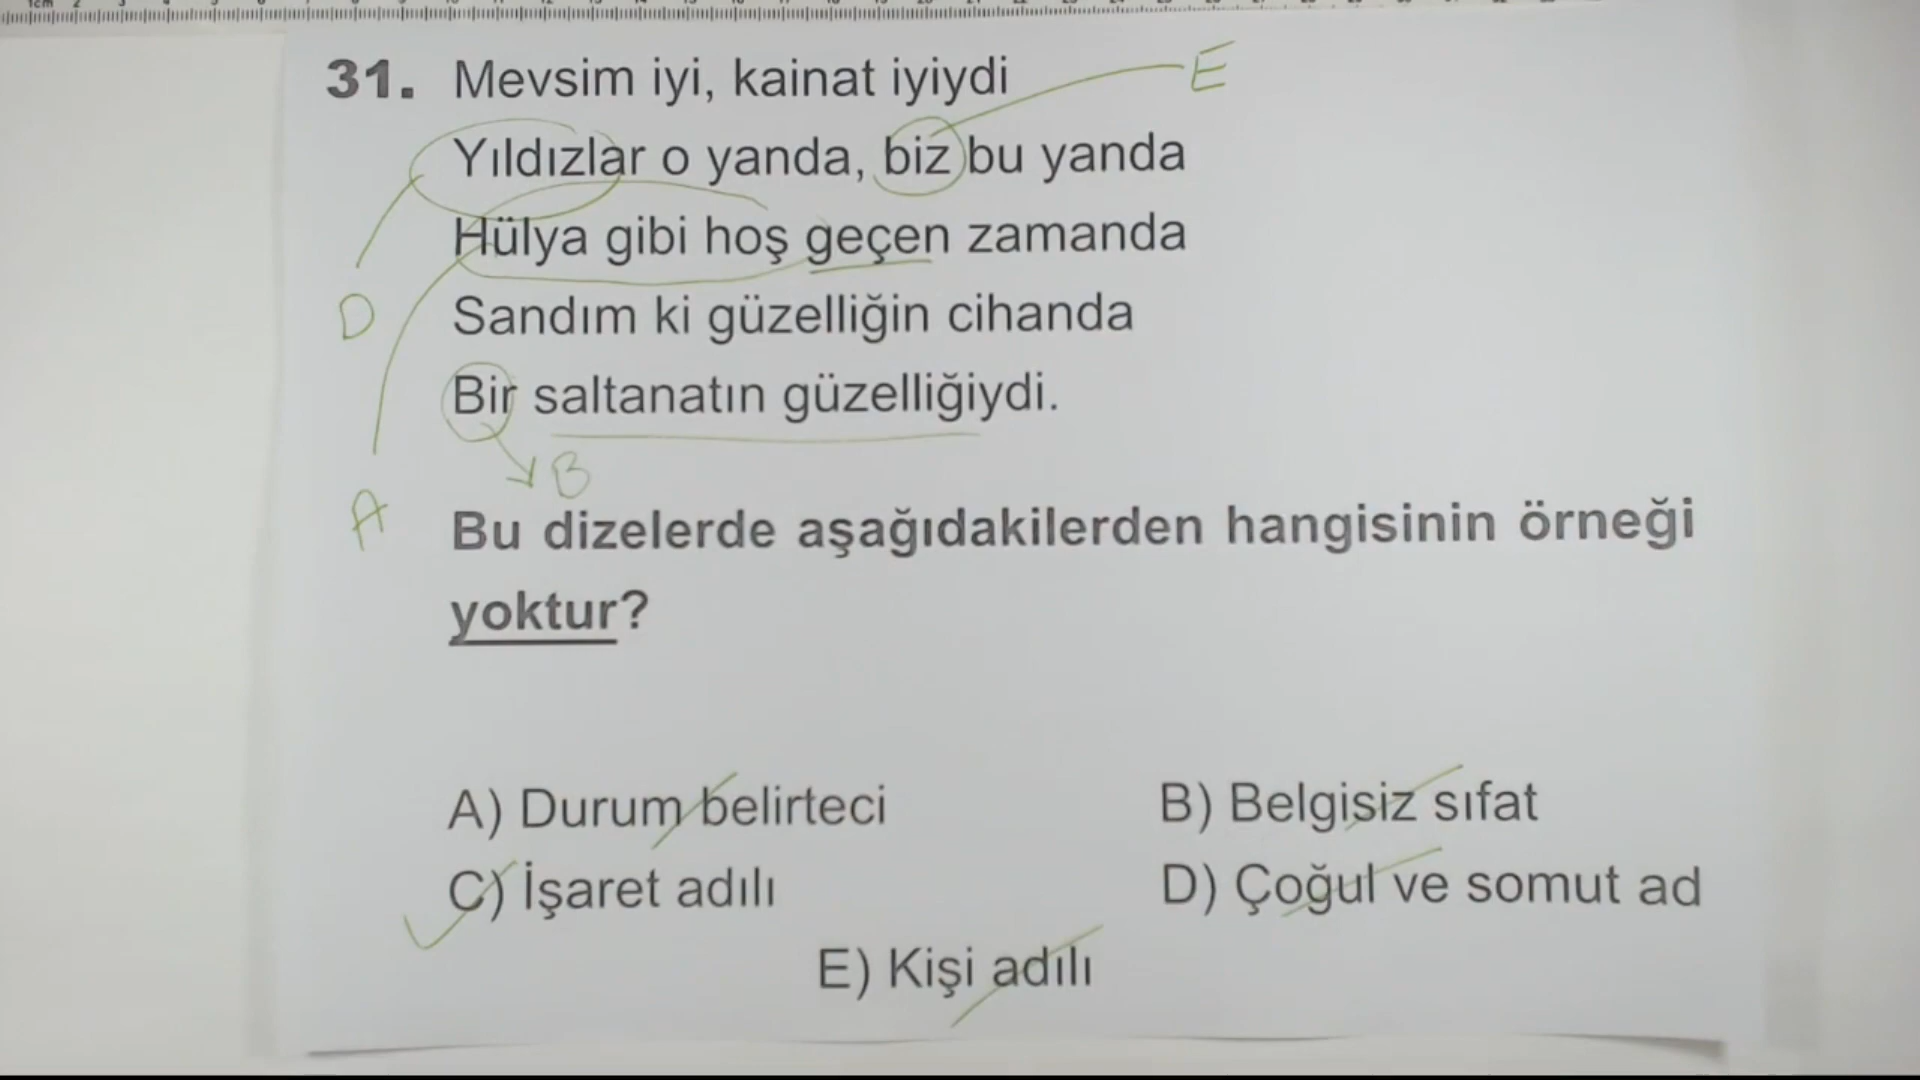 31. Mevsim iyi, kainat iyiydi E
Yıldızlar o yanda, biz bu yanda
Hülya gibi hoş geçen zamanda
D Sandım ki güzelliğin cihanda
Bir saltanatın güzelliğiydi.
B
A Bu dizelerde aşağıdakilerden hangisinin örneği
yoktur?
A) Durum belirteci B) Belgisiz sıfat
C) İşaret adılı D) Çoğul ve somut ad
E) Kişi adılı